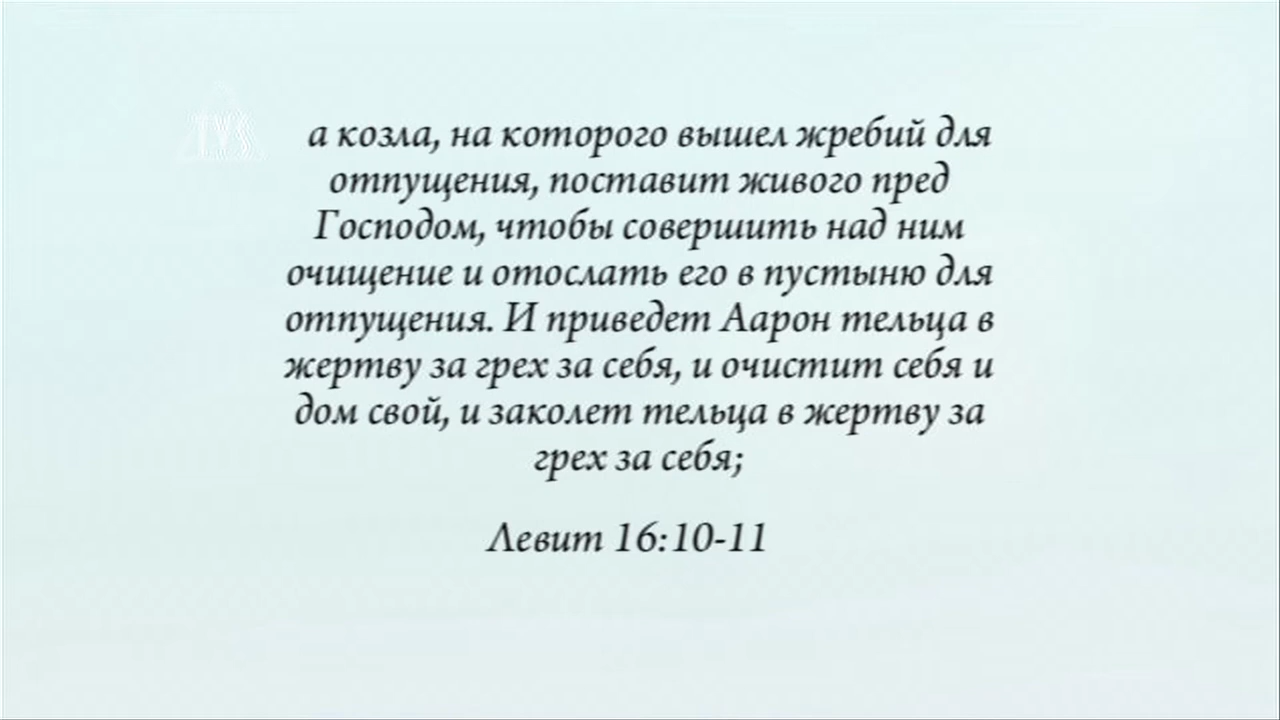 а козла, на которого вышел жребий для
отпущения, поставит живого пред
Господом, чтобы совершить над ним
очищение и отослать его в пустыню для
отпущения. И приведет Аарон тельца в
жертву за грех за себя, и очистит себя и
дом свой, и заколет тельца в жертву за
грех за себя;
Левит 16:10-11